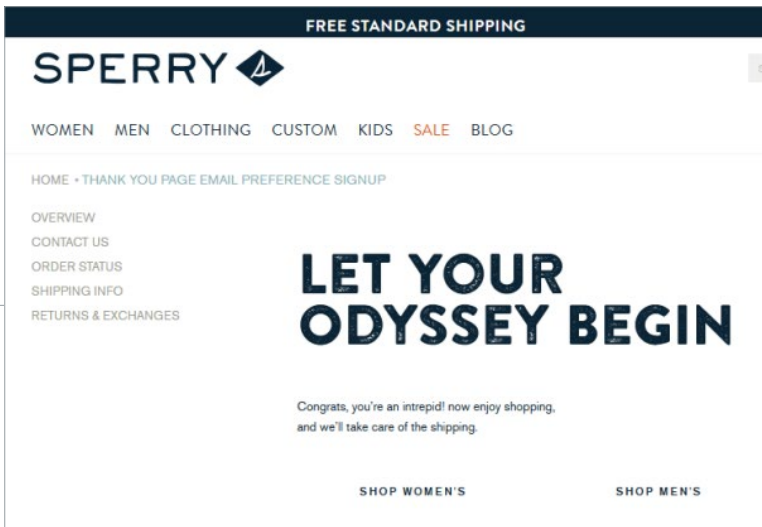 FREE STANDARD SHIPPING
SPERRY
WOMEN MEN CLOTHING CUSTOM KIDS SALE BLOG
HOME • THANK YOU PAGE EMAIL PREFERENCE SIGNUP
OVERVIEW
CONTACT US
ORDER STATUS
SHIPPING INFO
RETURNS & EXCHANGES
LET YOUR
ODYSSEY BEGIN
Congrats, you're an intrepid! now enjoy shopping,
and we'll take care of the shipping.
SHOP WOMEN'S SHOP MEN'S